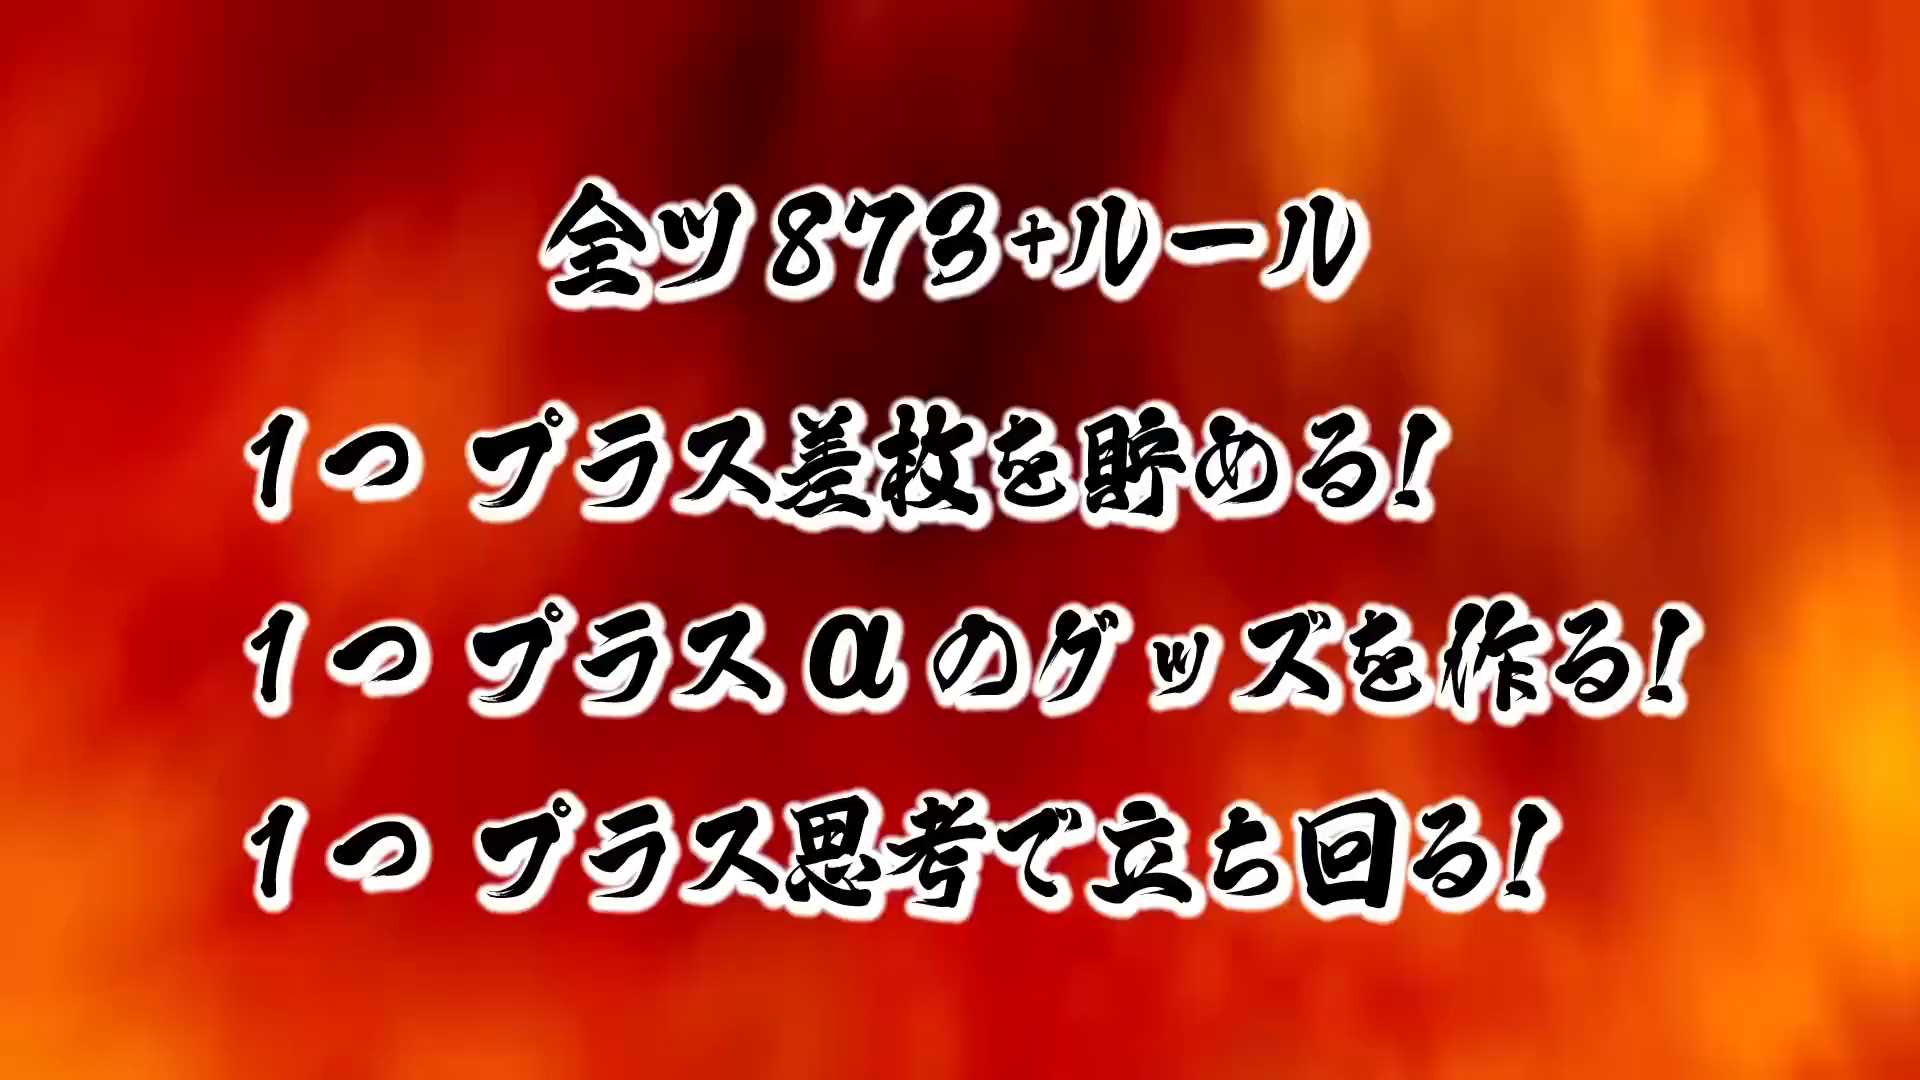 全ツ873+ルール
1つ プラス差枚を貯める!
1つ プラスαのグッズを作る!
1つ プラス思考で立ち回る!